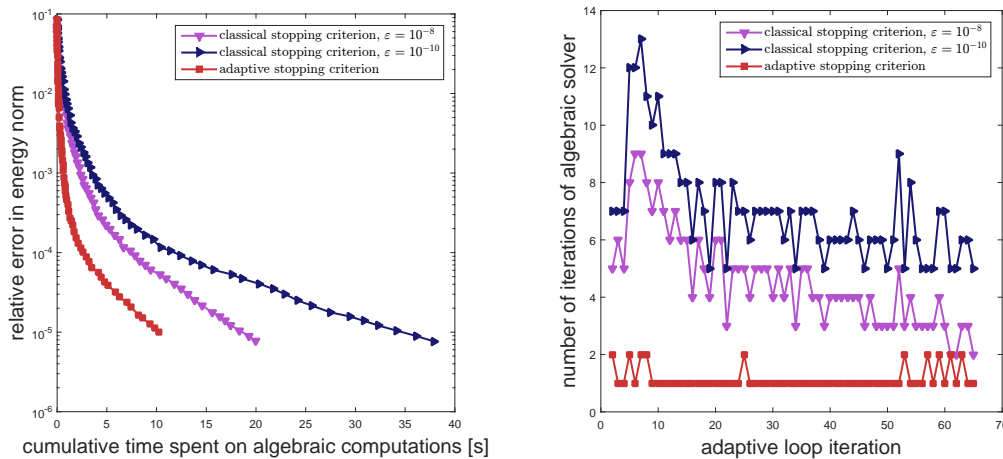 10^{-1}
10^{-2}
10^{-3}
10^{-4}
10^{-5}
10^{-6}
0 5 10 15 20 25 30 35 40
relative error in energy norm
cumulative time spent on algebraic computations [s]
classical stopping criterion, ε = 10^{-8}
classical stopping criterion, ε = 10^{-10}
adaptive stopping criterion
14
12
10
8
6
4
2
0
0 10 20 30 40 50 60 70
number of iterations of algebraic solver
adaptive loop iteration
classical stopping criterion, ε = 10^{-8}
classical stopping criterion, ε = 10^{-10}
adaptive stopping criterion